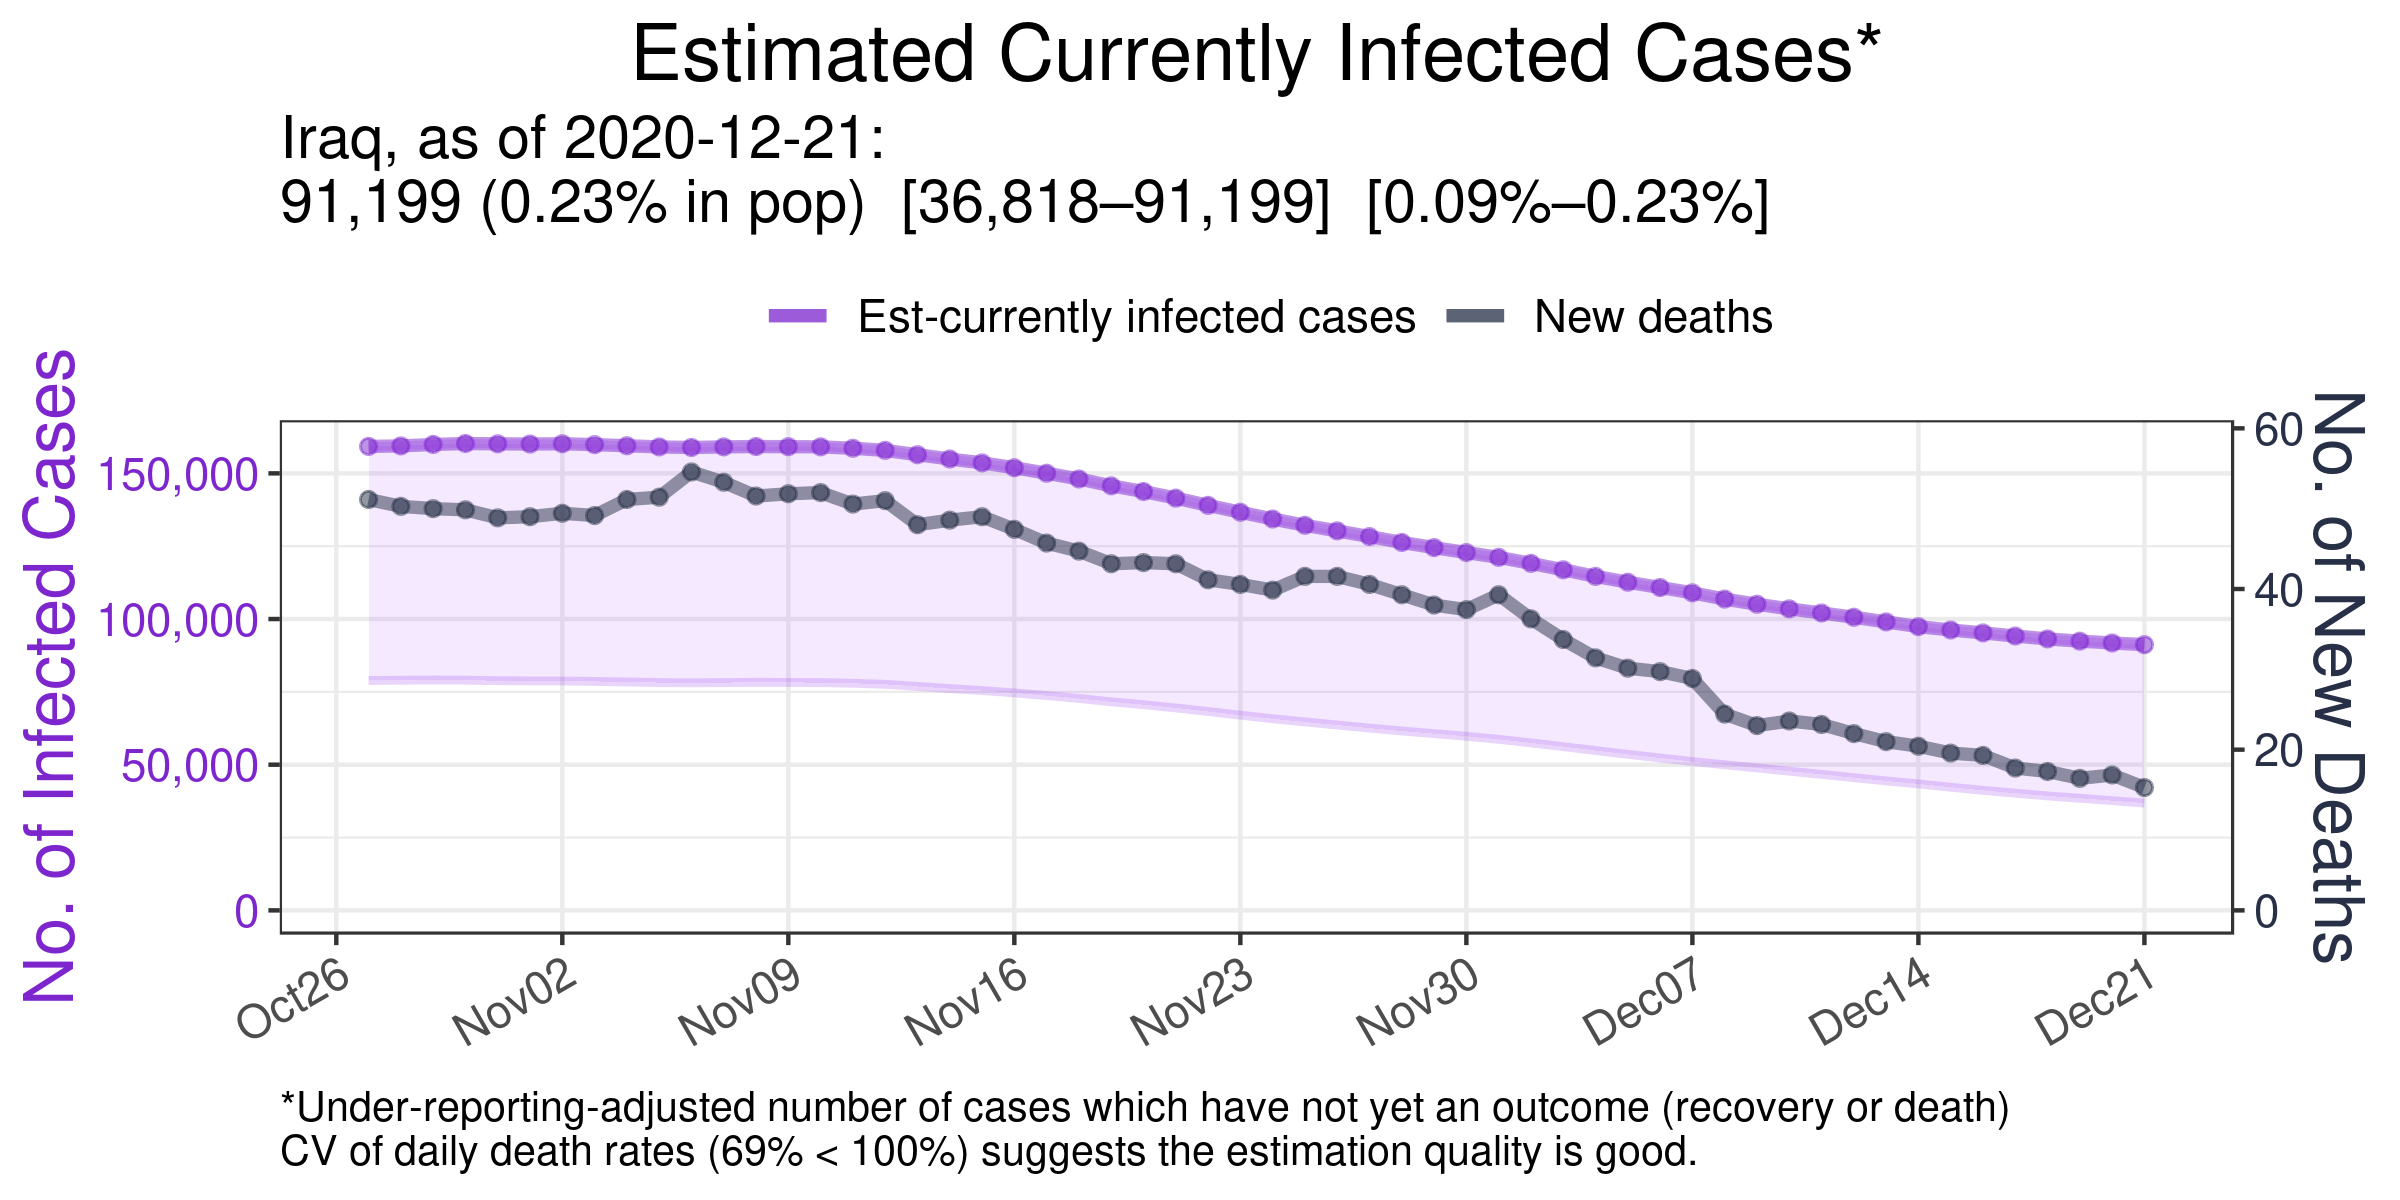 Estimated Currently Infected Cases*
Iraq, as of 2020-12-21:
91,199 (0.23% in pop)  [36,818–91,199]  [0.09%–0.23%]
Est-currently infected cases
New deaths
No. of Infected Cases
150,000
100,000
50,000
0
60
40
20
0
No. of New Deaths
Oct26
Nov02
Nov09
Nov16
Nov23
Nov30
Dec07
Dec14
Dec21
*Under-reporting-adjusted number of cases which have not yet an outcome (recovery or death)
CV of daily death rates (69% < 100%) suggests the estimation quality is good.